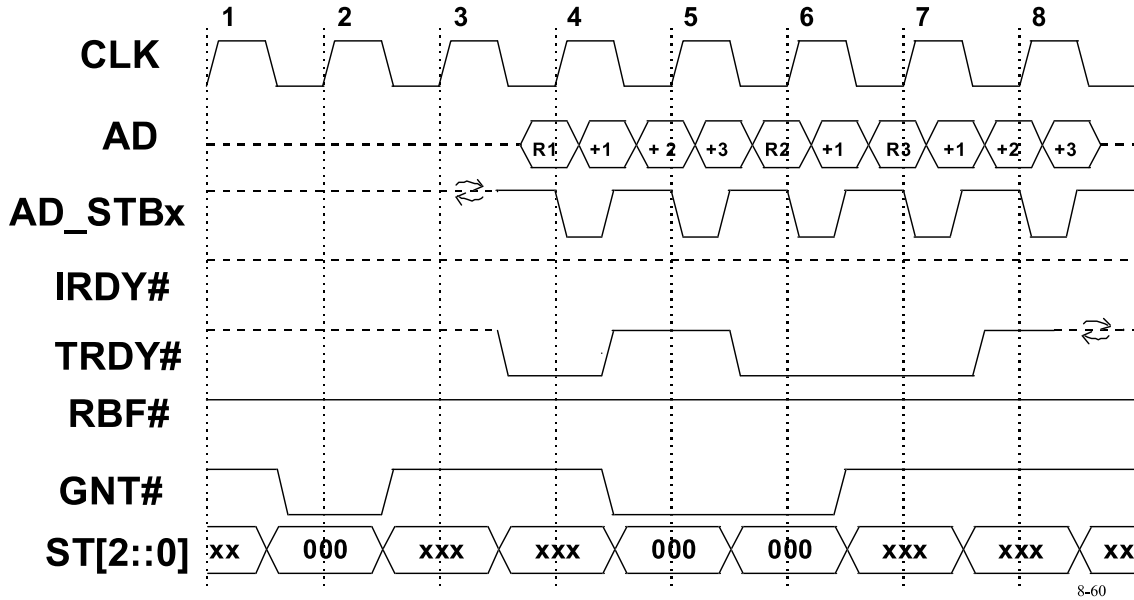 1 2 3 4 5 6 7 8
CLK
AD
R1 +1 + 2 +3 R2 +1 R3 +1 +2 +3
AD_STBx
IRDY#
TRDY#
RBF#
GNT#
ST[2::0] xx 000 xxx xxx 000 000 xxx xxx xx
8-60